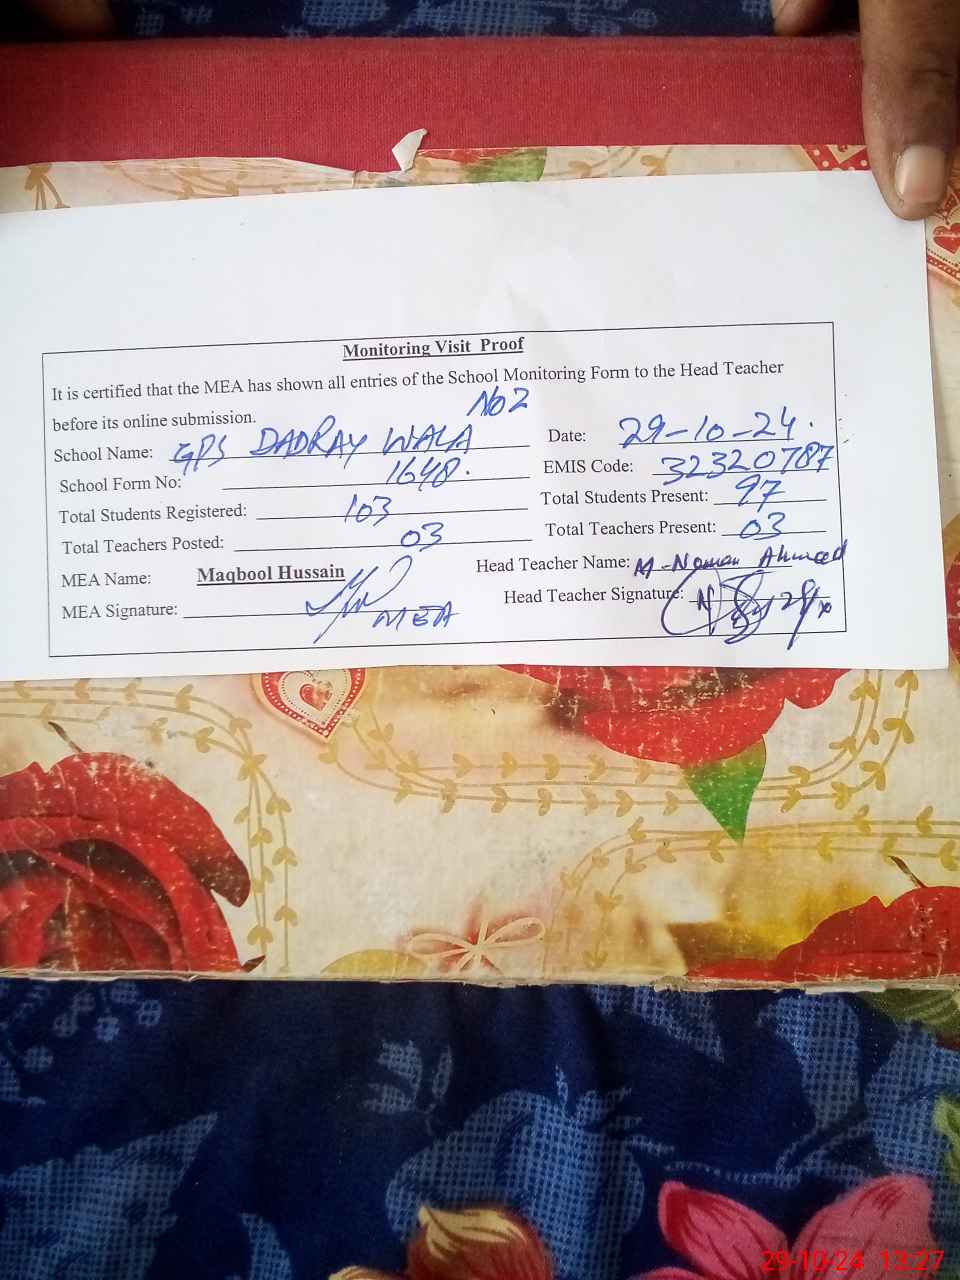 Monitoring Visit Proof
It is certified that the MEA has shown all entries of the School Monitoring Form to the Head Teacher
before its online submission.
No 2
School Name: GPS DADRAY WALA Date: 29-10-24.
School Form No: 1648. EMIS Code: 32320787
Total Students Registered: 103 Total Students Present: 97
Total Teachers Posted: 03 Total Teachers Present: 03
MEA Name: Maqbool Hussain Head Teacher Name: M-Noman Ahmed
MEA Signature: MEA Head Teacher Signature:
29-10-24 13:27